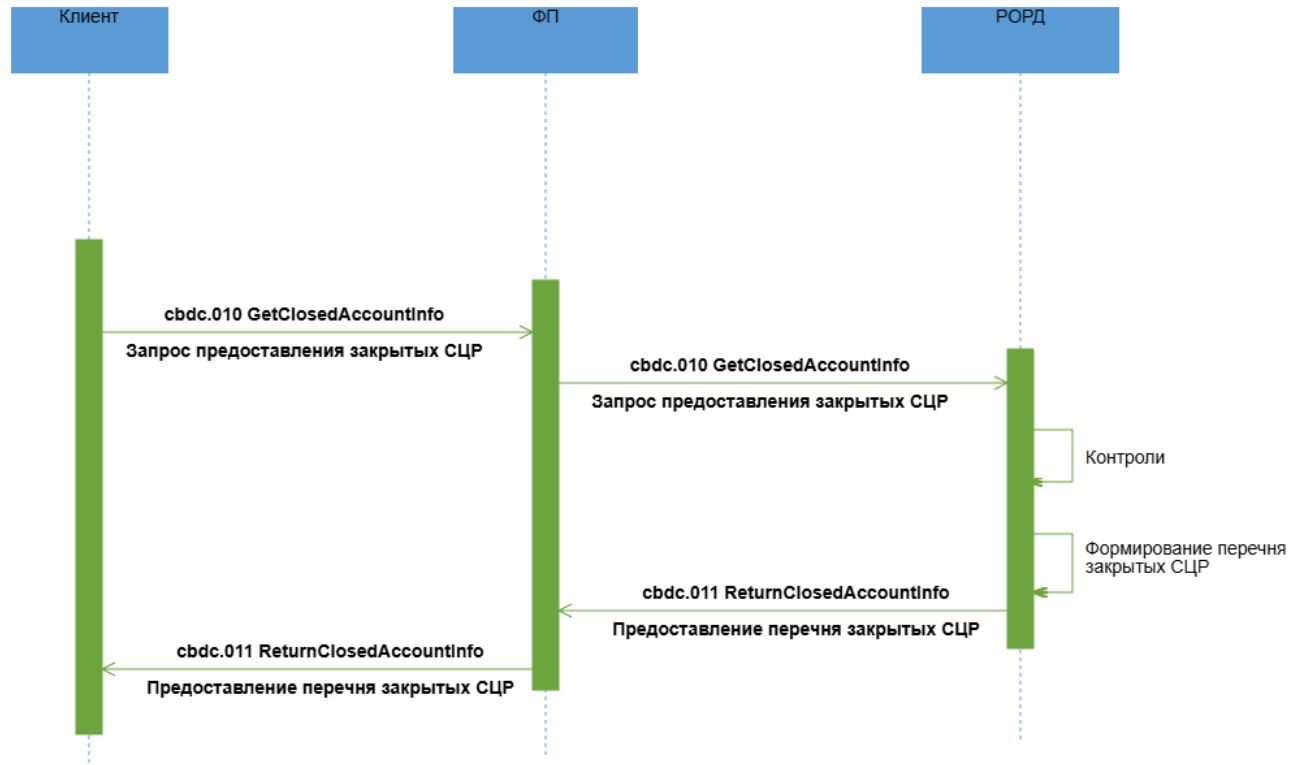 Клиент
ФП
РОРД
cbdc.010 GetClosedAccountInfo
Запрос предоставления закрытых СЦР
cbdc.010 GetClosedAccountInfo
Запрос предоставления закрытых СЦР
Контроли
Формирование перечня
закрытых СЦР
cbdc.011 ReturnClosedAccountInfo
Предоставление перечня закрытых СЦР
cbdc.011 ReturnClosedAccountInfo
Предоставление перечня закрытых СЦР